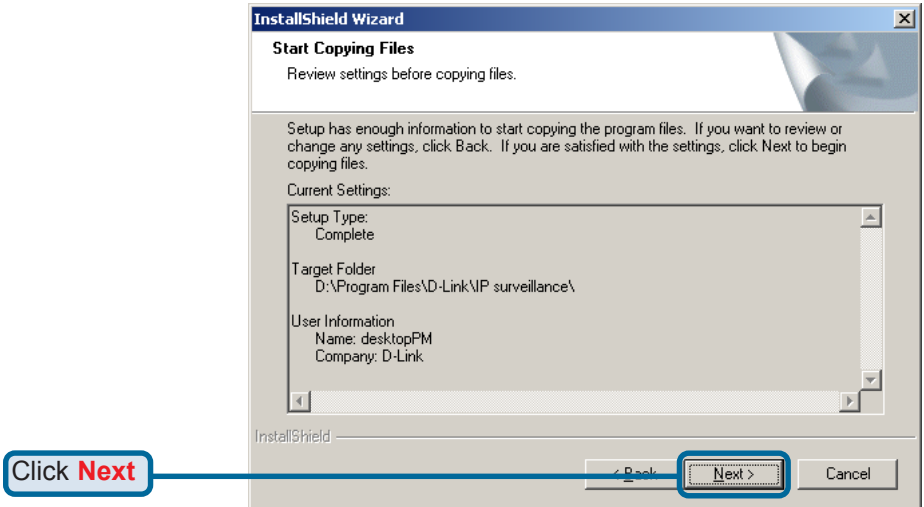 InstallShield Wizard
Start Copying Files
Review settings before copying files.
Setup has enough information to start copying the program files. If you want to review or
change any settings, click Back. If you are satisfied with the settings, click Next to begin
copying files.
Current Settings:
Setup Type:
Complete
Target Folder
D:\Program Files\D-Link\IP surveillance\
User Information
Name: desktopPM
Company: D-Link
InstallShield
Click Next
< Back
Next >
Cancel